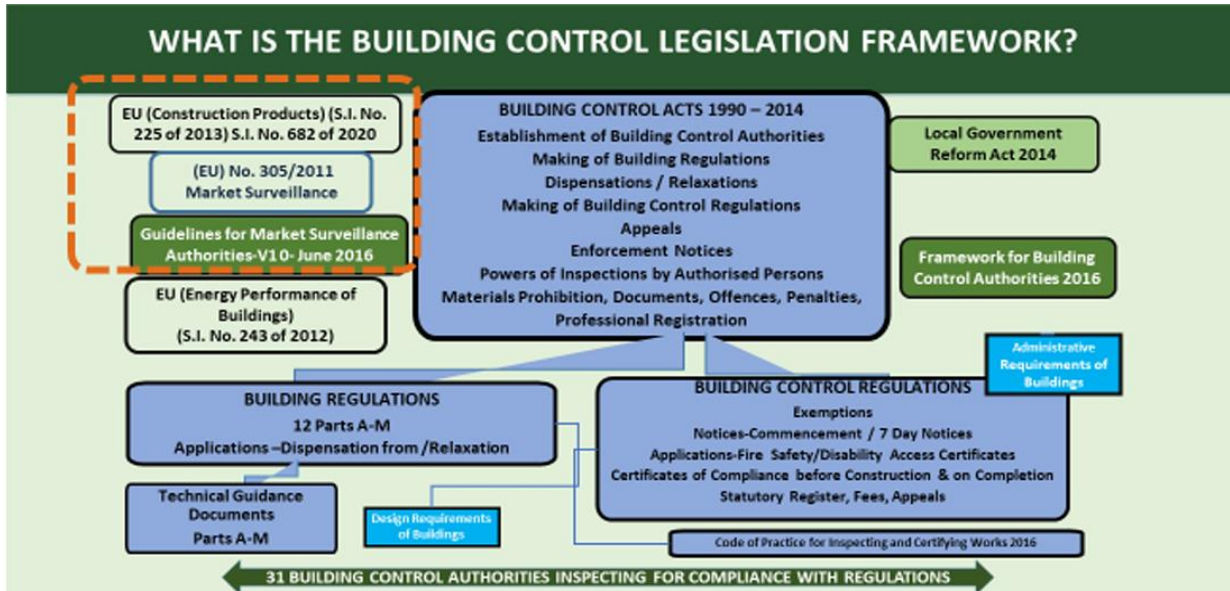 WHAT IS THE BUILDING CONTROL LEGISLATION FRAMEWORK?
EU (Construction Products) (S.I. No.
225 of 2013) S.I. No. 682 of 2020
(EU) No. 305/2011
Market Surveillance
Guidelines for Market Surveillance
Authorities-V10- June 2016
EU (Energy Performance of
Buildings)
(S.I. No. 243 of 2012)
BUILDING CONTROL ACTS 1990 – 2014
Establishment of Building Control Authorities
Making of Building Regulations
Dispensations / Relaxations
Making of Building Control Regulations
Appeals
Enforcement Notices
Powers of Inspections by Authorised Persons
Materials Prohibition, Documents, Offences, Penalties,
Professional Registration
Local Government
Reform Act 2014
Framework for Building
Control Authorities 2016
Administrative
Requirements of
Buildings
BUILDING REGULATIONS
12 Parts A-M
Applications –Dispensation from /Relaxation
BUILDING CONTROL REGULATIONS
Exemptions
Notices-Commencement / 7 Day Notices
Applications-Fire Safety/Disability Access Certificates
Certificates of Compliance before Construction & on Completion
Statutory Register, Fees, Appeals
Technical Guidance
Documents
Parts A-M
Design Requirements
of Buildings
Code of Practice for Inspecting and Certifying Works 2016
31 BUILDING CONTROL AUTHORITIES INSPECTING FOR COMPLIANCE WITH REGULATIONS